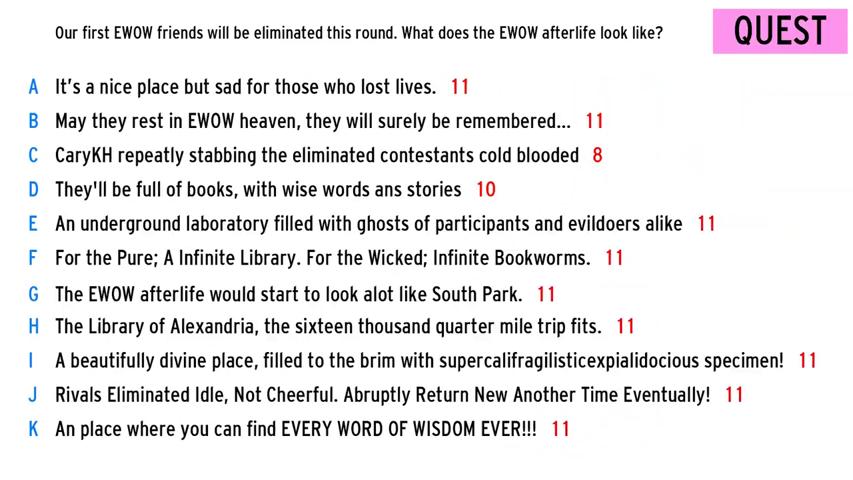 Our first EWOW friends will be eliminated this round. What does the EWOW afterlife look like?
QUEST
A It's a nice place but sad for those who lost lives. 11
B May they rest in EWOW heaven, they will surely be remembered... 11
C CaryKH repeatly stabbing the eliminated contestants cold blooded 8
D They'll be full of books, with wise words ans stories 10
E An underground laboratory filled with ghosts of participants and evildoers alike 11
F For the Pure; A Infinite Library. For the Wicked; Infinite Bookworms. 11
G The EWOW afterlife would start to look alot like South Park. 11
H The Library of Alexandria, the sixteen thousand quarter mile trip fits. 11
I A beautifully divine place, filled to the brim with supercalifragilisticexpialidocious specimen! 11
J Rivals Eliminated Idle, Not Cheerful. Abruptly Return New Another Time Eventually! 11
K An place where you can find EVERY WORD OF WISDOM EVER!!! 11